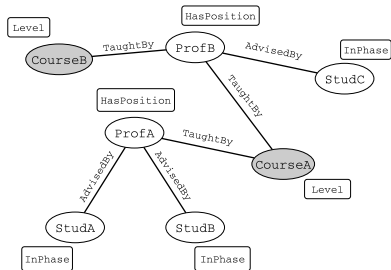 HasPosition
Level
TaughtBy
ProfB
AdvisedBy
InPhase
CourseB
StudC
TaughtBy
HasPosition
ProfA
TaughtBy
CourseA
AdvisedBy
AdvisedBy
Level
StudA
StudB
InPhase
InPhase